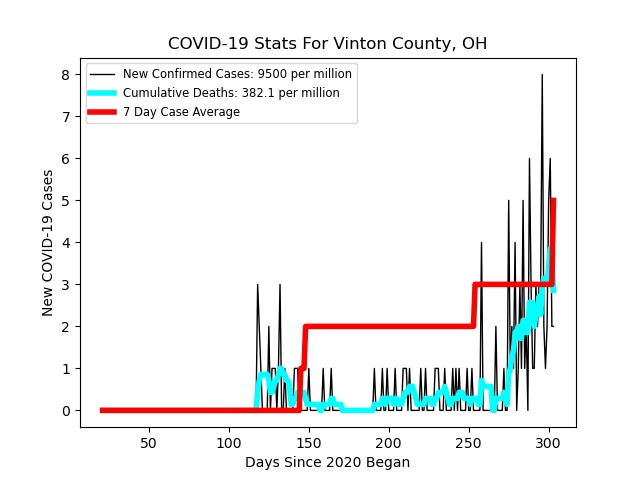 COVID-19 Stats For Vinton County, OH
New Confirmed Cases: 9500 per million
Cumulative Deaths: 382.1 per million
7 Day Case Average
New COVID-19 Cases
8
7
6
5
4
3
2
1
0
50 100 150 200 250 300
Days Since 2020 Began